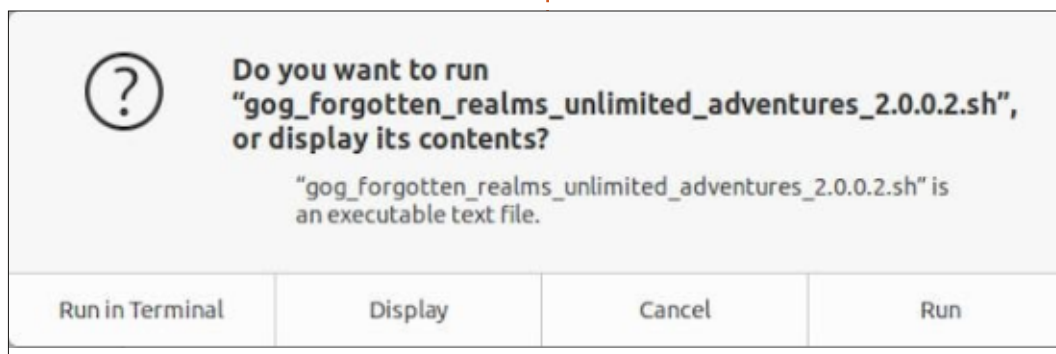 ?
Do you want to run
“gog_forgotten_realms_unlimited_adventures_2.0.0.2.sh”,
or display its contents?
“gog_forgotten_realms_unlimited_adventures_2.0.0.2.sh” is
an executable text file.
Run in Terminal
Display
Cancel
Run